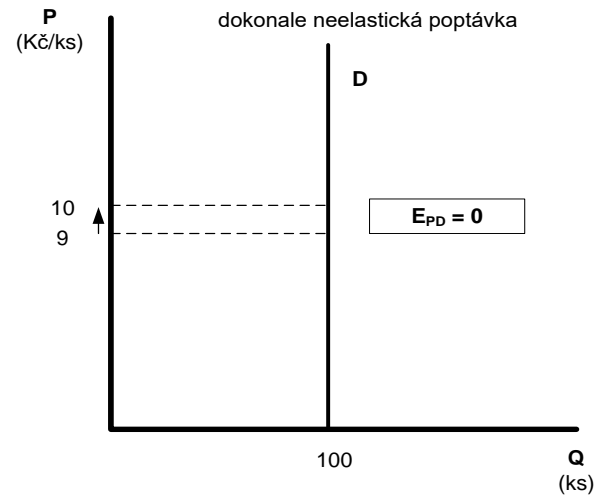 P
(Kč/ks)
dokonale neelastická poptávka
D
10
9
E_PD = 0
100
Q
(ks)